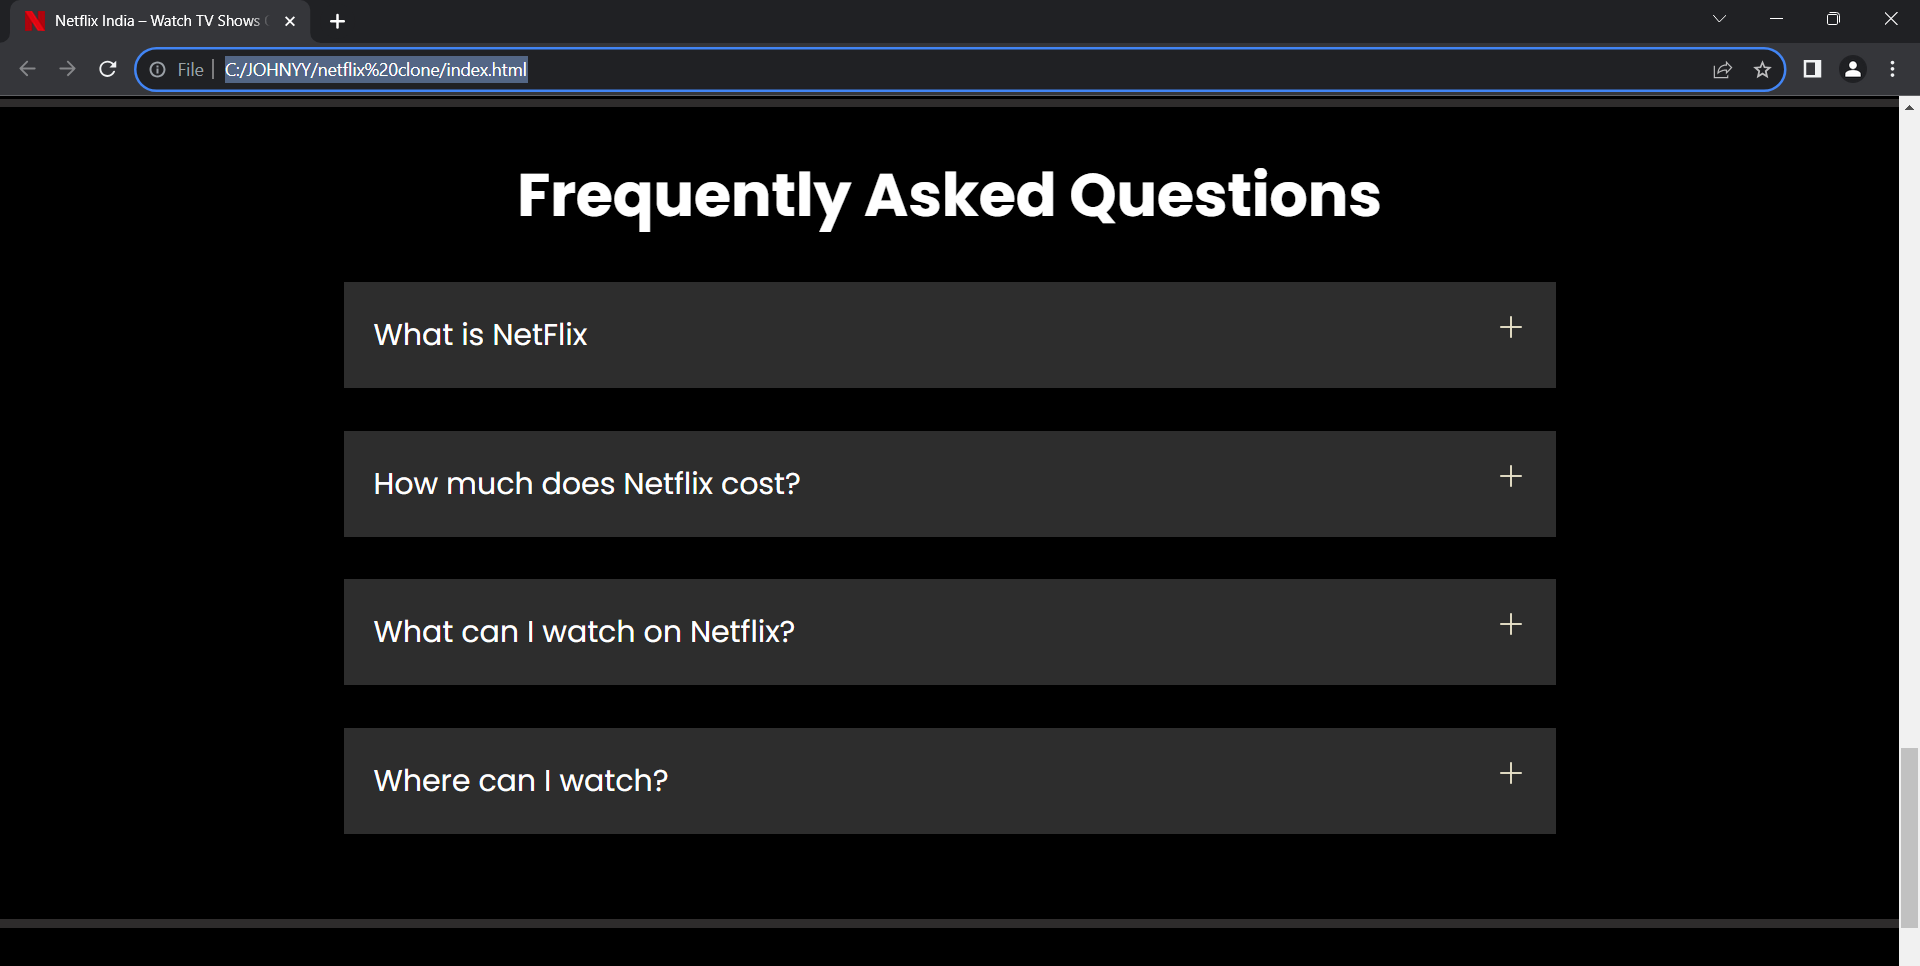 Netflix India – Watch TV Shows
File
C:/JOHNYY/netflix%20clone/index.html
Frequently Asked Questions
What is NetFlix
How much does Netflix cost?
What can I watch on Netflix?
Where can I watch?